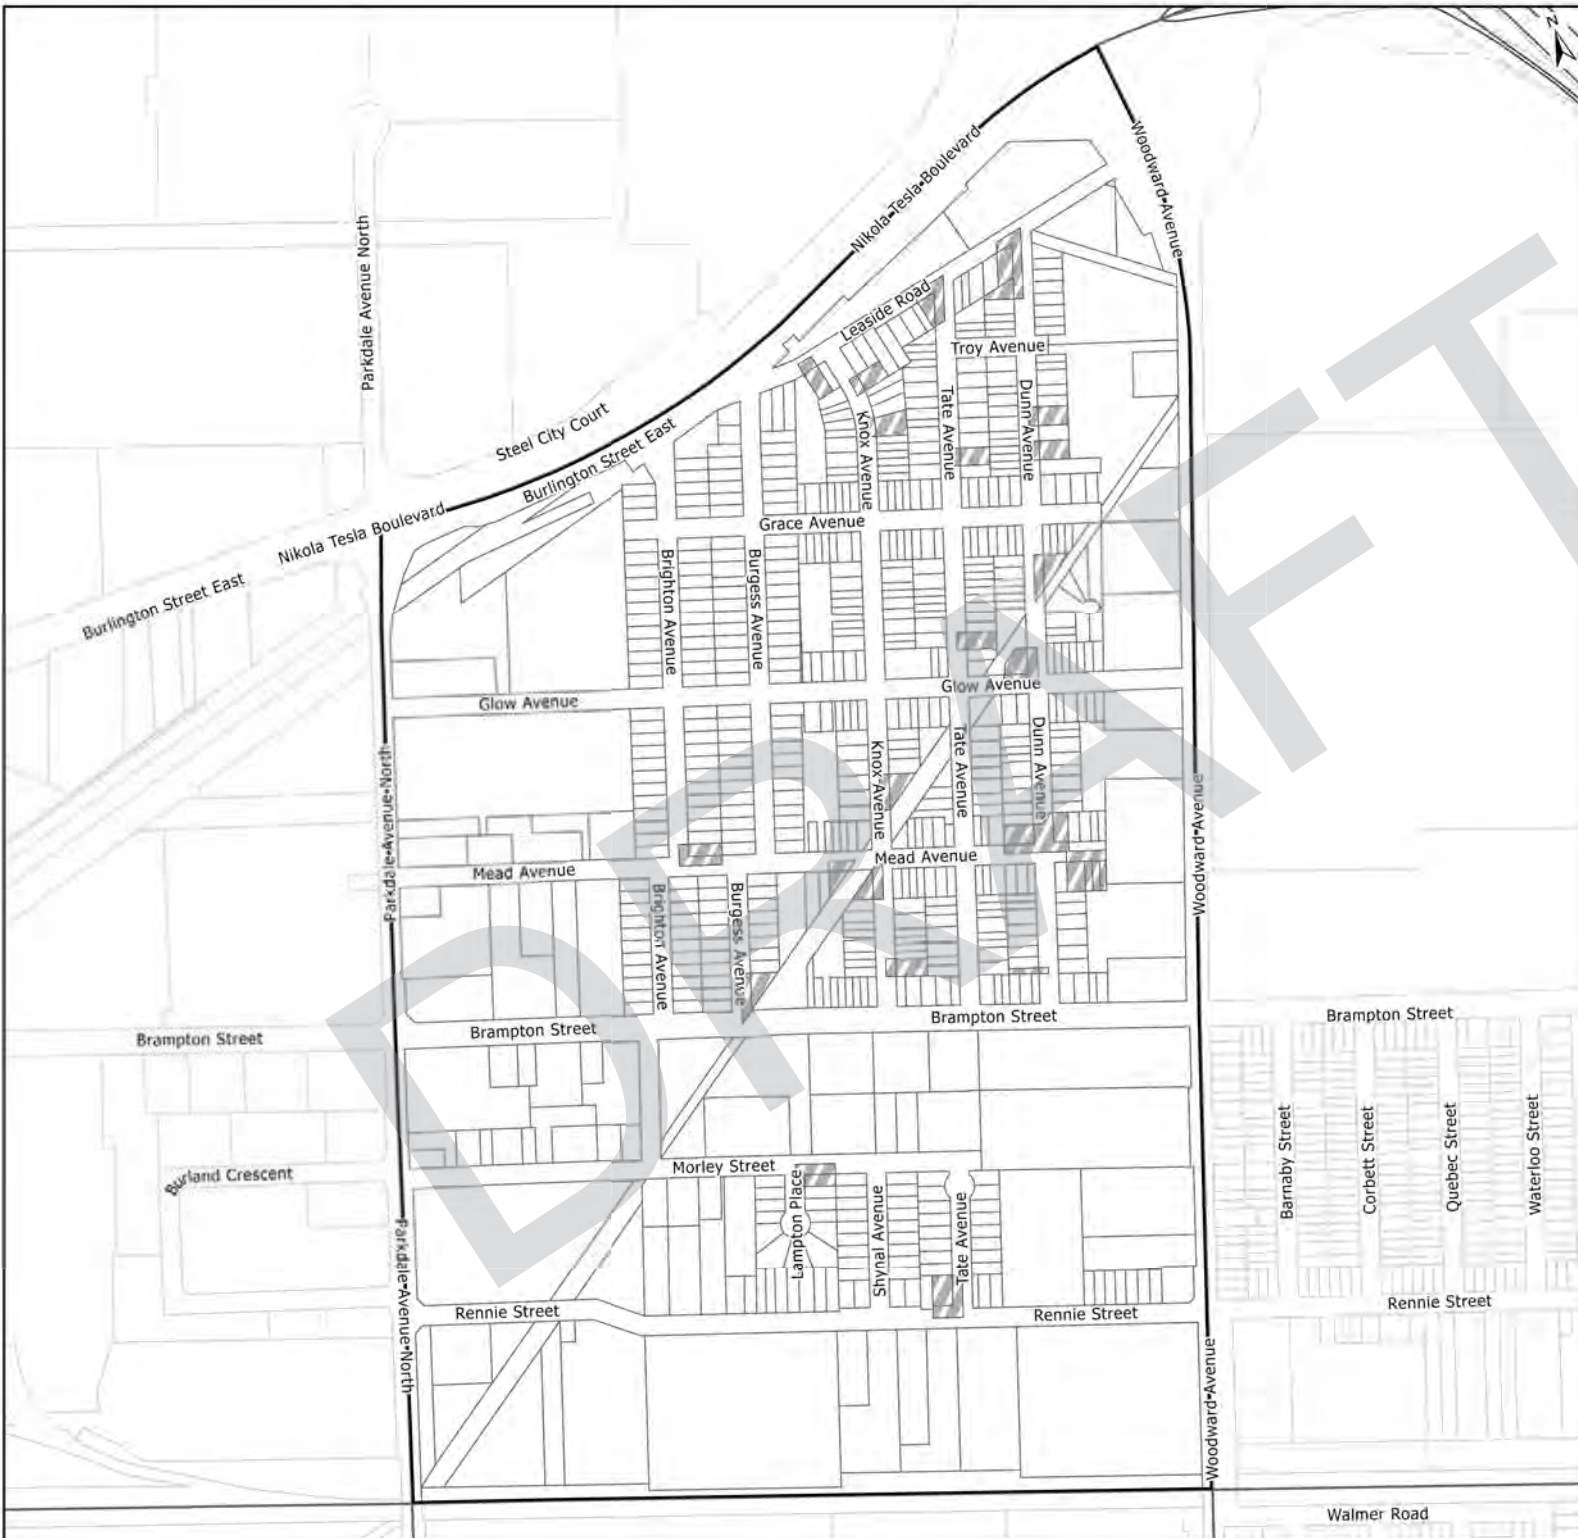 z
Woodward Avenue
Nikola Tesla Boulevard
Parkdale Avenue North
Leaside Road
Troy Avenue
Steel City Court
Burlington Street East
Knox Avenue
Tate Avenue
Dunn Avenue
Nikola Tesla Boulevard
Grace Avenue
Burlington Street East
Brighton Avenue
Burgess Avenue
Glow Avenue
Glow Avenue
Parkdale Avenue North
Knox Avenue
Tate Avenue
Dunn Avenue
Woodward Avenue
Mead Avenue
Mead Avenue
Brighton Avenue
Burgess Avenue
Brampton Street
Brampton Street
Brampton Street
Brampton Street
DRAFT
Burland Crescent
Morley Street
Lampton Place
Shynal Avenue
Tate Avenue
Barnaby Street
Corbett Street
Quebec Street
Waterloo Street
Parkdale Avenue North
Rennie Street
Rennie Street
Rennie Street
Woodward Avenue
Walmer Road